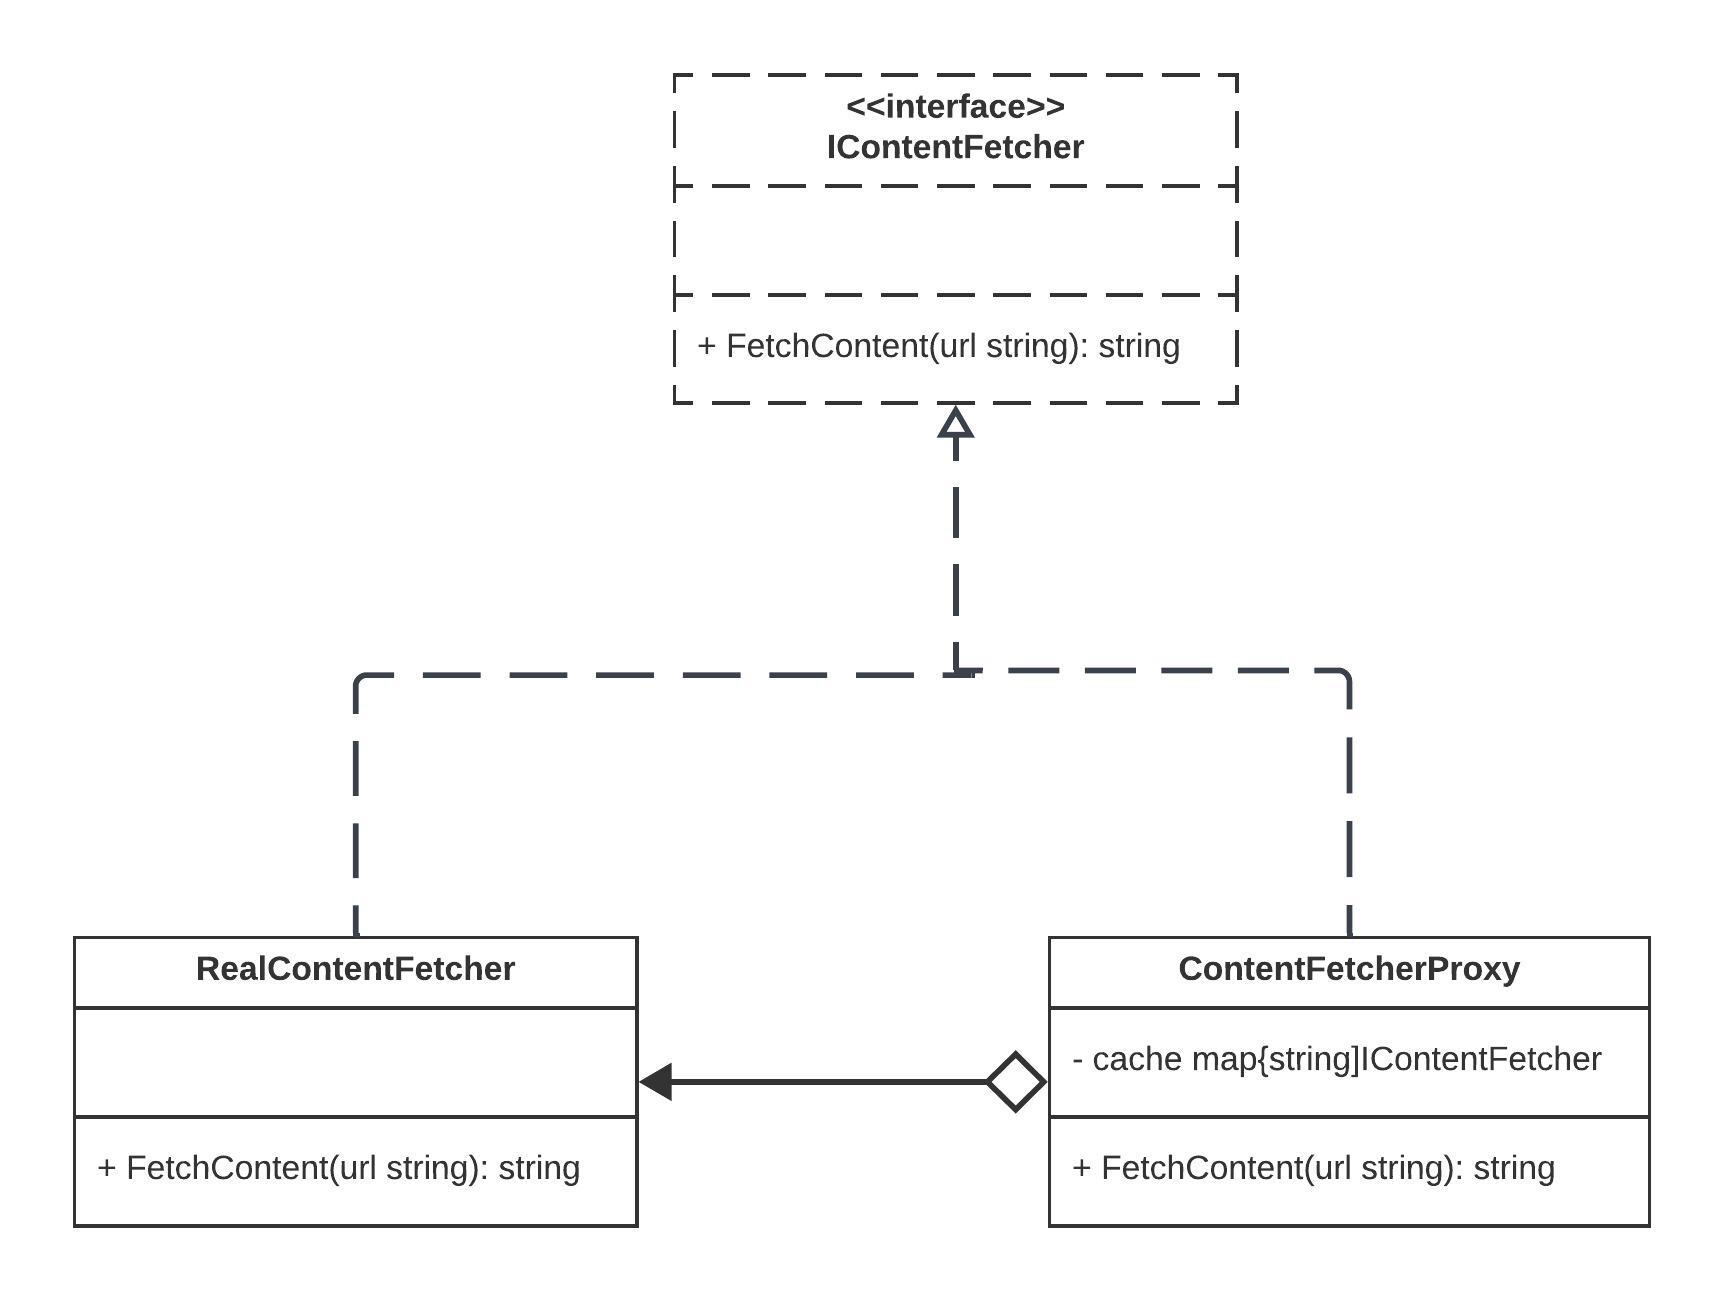 <<interface>>
IContentFetcher
+ FetchContent(url string): string
RealContentFetcher
+ FetchContent(url string): string
ContentFetcherProxy
- cache map{string]IContentFetcher
+ FetchContent(url string): string